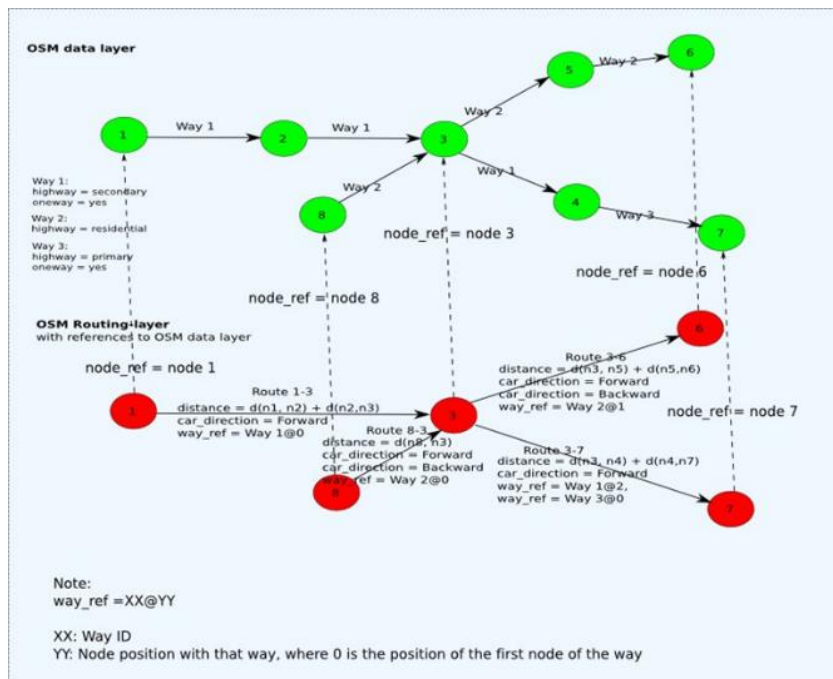 OSM data layer
6
5
Way 2
Way 2
1
Way 1
2
Way 1
3
Way 1
Way 2
8
4
Way 3
7
Way 1:
highway = secondary
oneway = yes
Way 2:
highway = residential
Way 3:
highway = primary
oneway = yes
node_ref = node 3
node_ref = node 6
node_ref = node 8
OSM Routing-layer
with references to OSM data layer
node_ref = node 1
6
Route 3-6
distance = d(n3, n5) + d(n5,n6)
car_direction = Forward
car_direction = Backward
way_ref = Way 2@1
node_ref = node 7
1
Route 1-3
distance = d(n1, n2) + d(n2,n3)
car_direction = Forward
way_ref = Way 1@0
3
Route 8-3
distance = d(n8, n3)
car_direction = Forward
car_direction = Backward
way_ref = Way 2@0
8
Route 3-7
distance = d(n3, n4) + d(n4,n7)
car_direction = Forward
way_ref = Way 1@2,
way_ref = Way 3@0
7
Note:
way_ref =XX@YY
XX: Way ID
YY: Node position with that way, where 0 is the position of the first node of the way